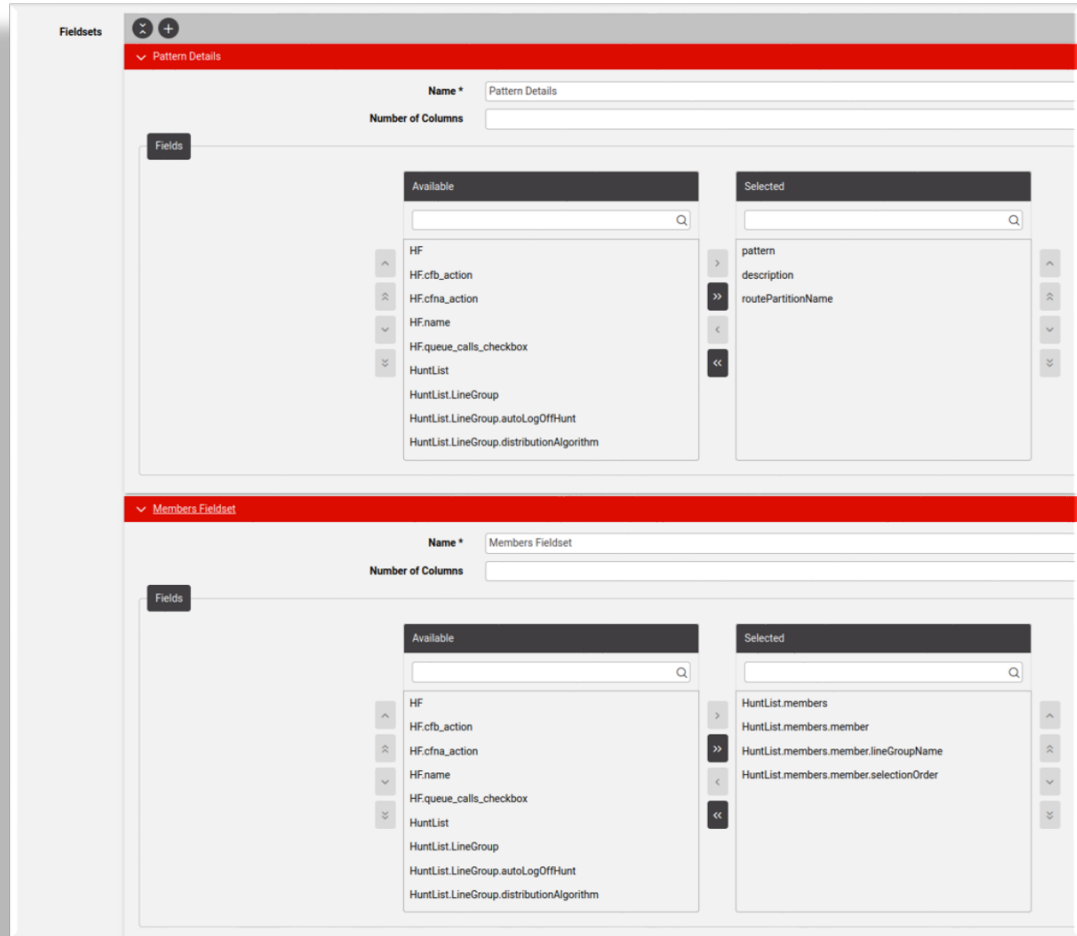 Fieldsets
Pattern Details
Name *
Pattern Details
Number of Columns
Fields
Available
Selected
HF
HF.cfb_action
HF.cfna_action
HF.name
HF.queue_calls_checkbox
HuntList
HuntList.LineGroup
HuntList.LineGroup.autoLogOffHunt
HuntList.LineGroup.distributionAlgorithm
pattern
description
routePartitionName
Members Fieldset
Name *
Members Fieldset
Number of Columns
Fields
Available
Selected
HF
HF.cfb_action
HF.cfna_action
HF.name
HF.queue_calls_checkbox
HuntList
HuntList.LineGroup
HuntList.LineGroup.autoLogOffHunt
HuntList.LineGroup.distributionAlgorithm
HuntList.members
HuntList.members.member
HuntList.members.member.lineGroupName
HuntList.members.member.selectionOrder